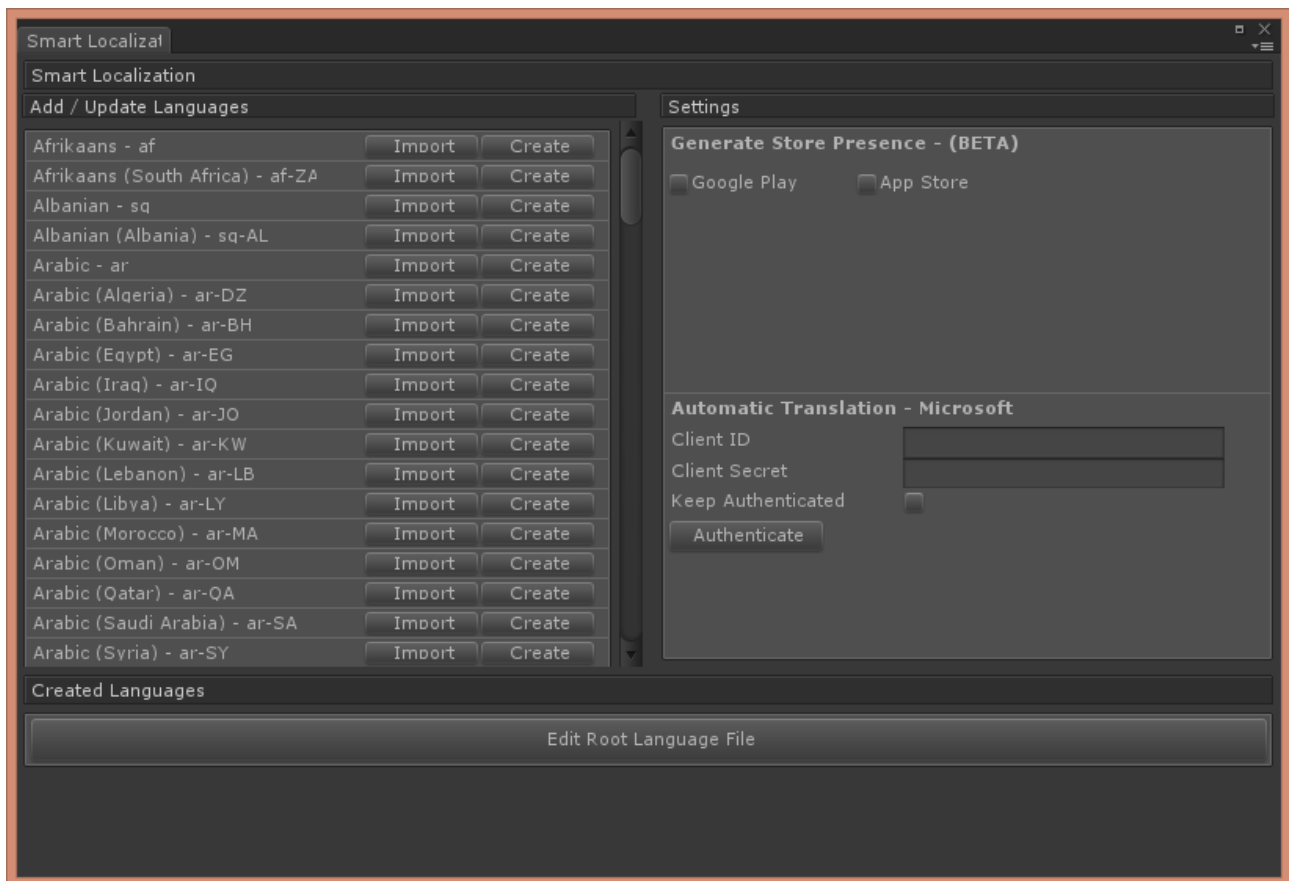 Smart Localizat
Smart Localization
Add / Update Languages
Afrikaans - af Import Create
Afrikaans (South Africa) - af-ZA Import Create
Albanian - sq Import Create
Albanian (Albania) - sq-AL Import Create
Arabic - ar Import Create
Arabic (Algeria) - ar-DZ Import Create
Arabic (Bahrain) - ar-BH Import Create
Arabic (Egypt) - ar-EG Import Create
Arabic (Iraq) - ar-IQ Import Create
Arabic (Jordan) - ar-JO Import Create
Arabic (Kuwait) - ar-KW Import Create
Arabic (Lebanon) - ar-LB Import Create
Arabic (Libya) - ar-LY Import Create
Arabic (Morocco) - ar-MA Import Create
Arabic (Oman) - ar-OM Import Create
Arabic (Qatar) - ar-QA Import Create
Arabic (Saudi Arabia) - ar-SA Import Create
Arabic (Syria) - ar-SY Import Create
Settings
Generate Store Presence - (BETA)
Google Play App Store
Automatic Translation - Microsoft
Client ID
Client Secret
Keep Authenticated
Authenticate
Created Languages
Edit Root Language File